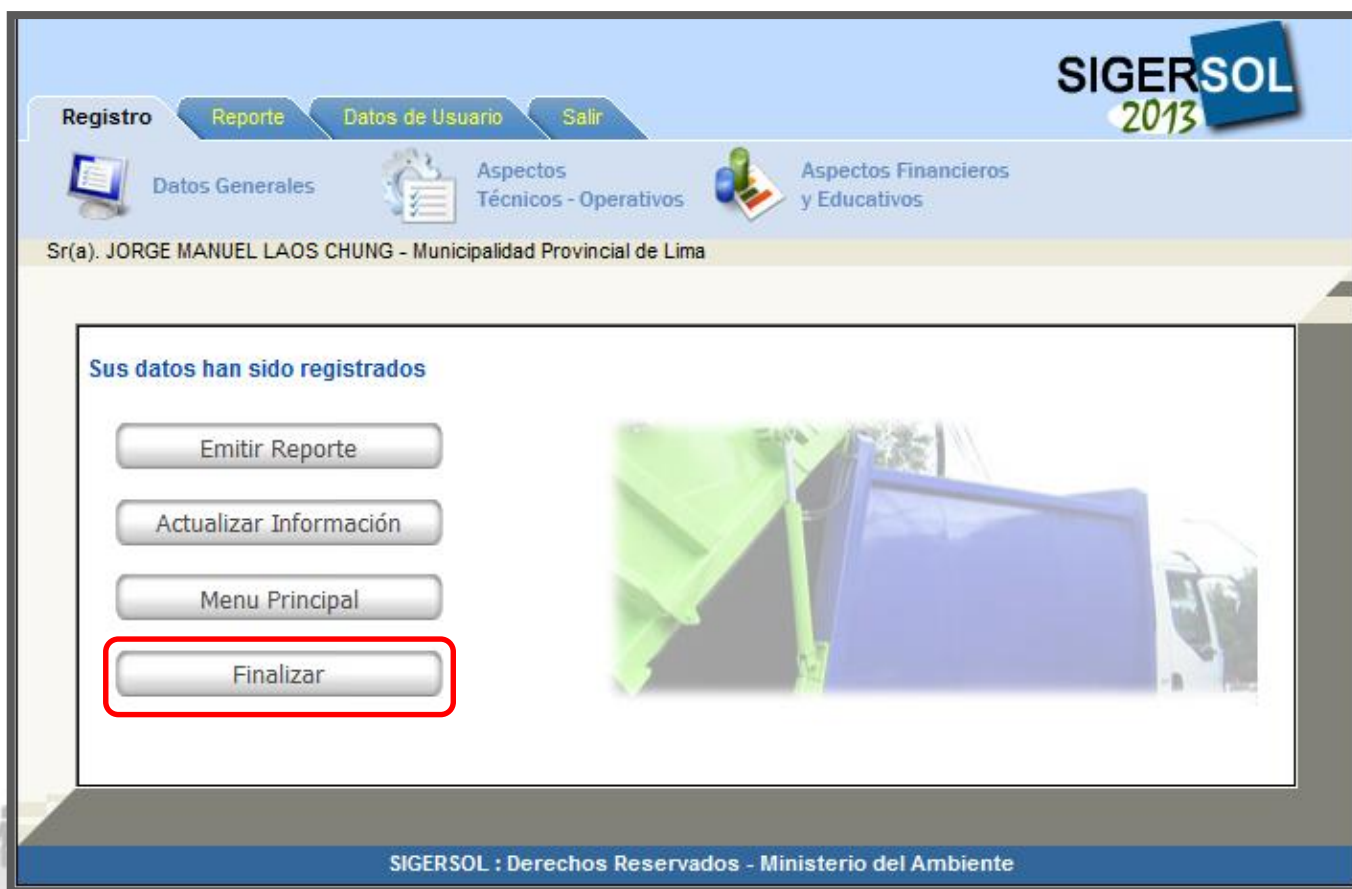 SIGERSOL
2013
Registro Reporte Datos de Usuario Salir
Datos Generales
Aspectos
Técnicos - Operativos
Aspectos Financieros
y Educativos
Sr(a). JORGE MANUEL LAOS CHUNG - Municipalidad Provincial de Lima
Sus datos han sido registrados
Emitir Reporte
Actualizar Información
Menu Principal
Finalizar
SIGERSOL : Derechos Reservados - Ministerio del Ambiente